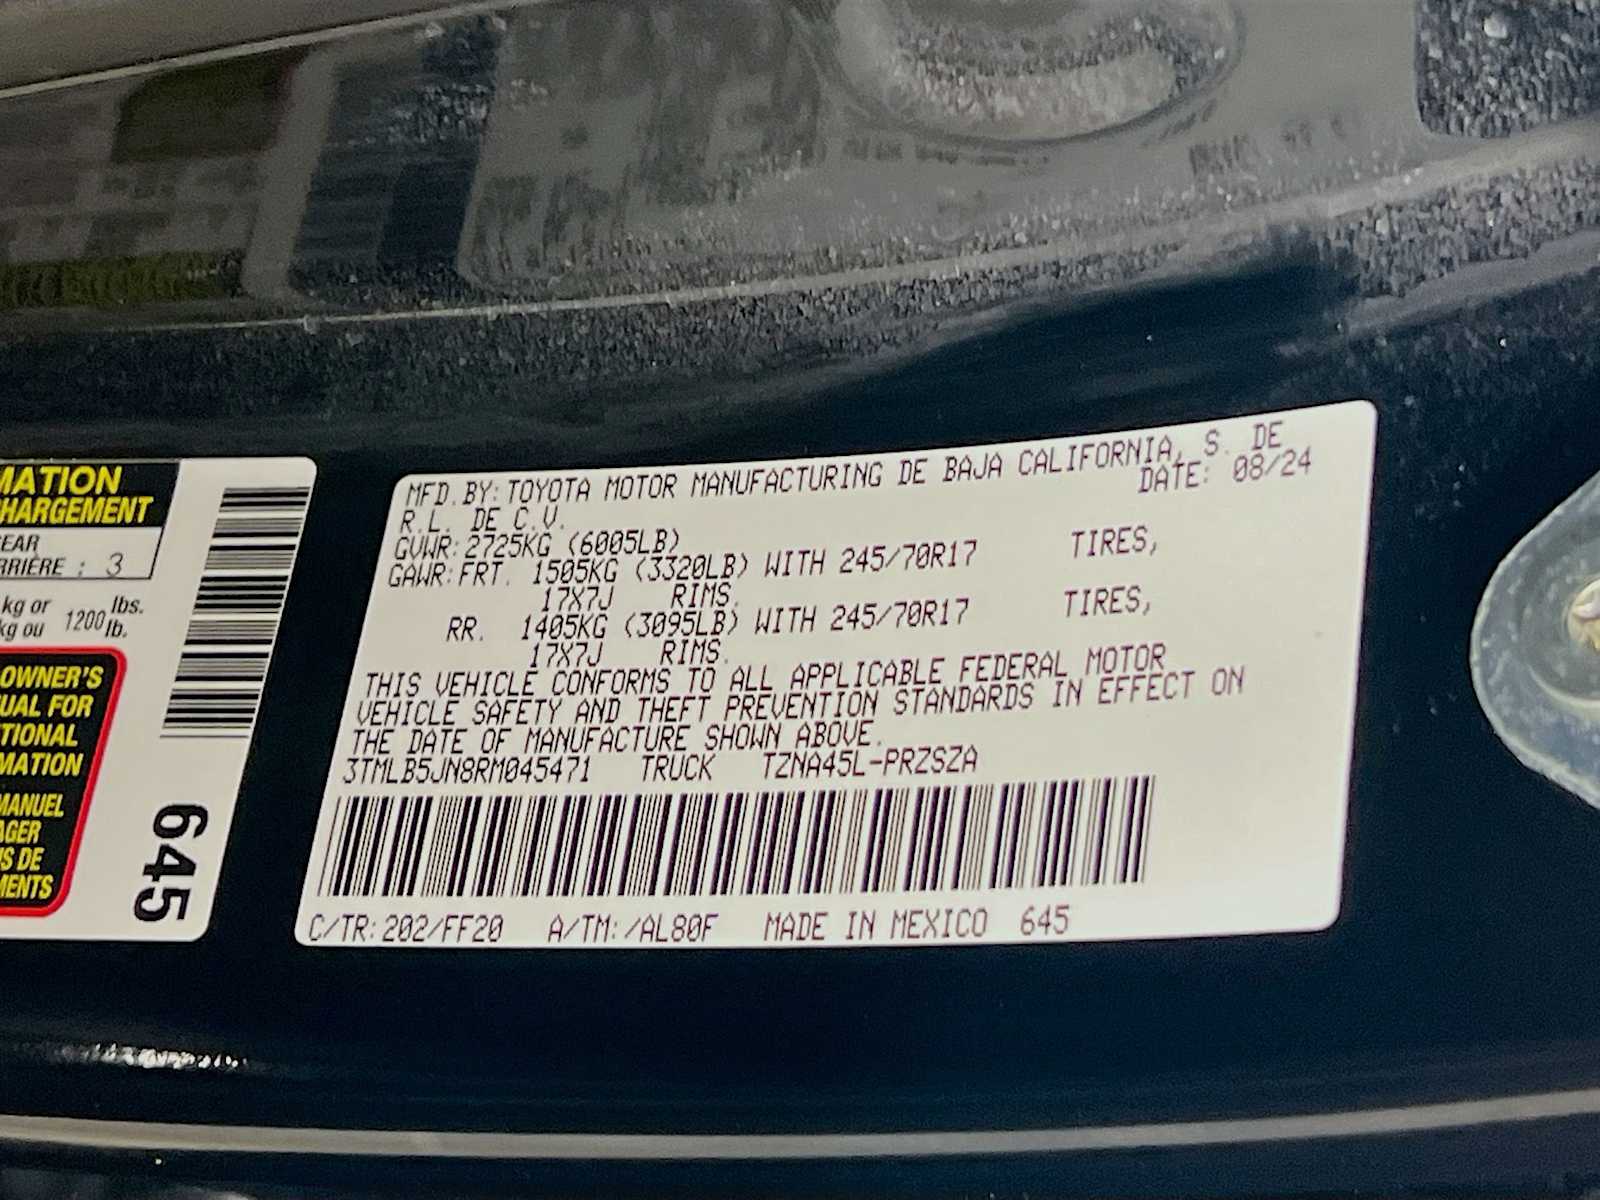 MATION
HARGEMENT
EAR
RRIÈRE : 3
kg or
kg ou 1200 lbs.
lb.
OWNER'S
UAL FOR
TIONAL
MATION
MANUEL
AGER
S DE
MENTS
645
MFD.BY:TOYOTA MOTOR MANUFACTURING DE BAJA CALIFORNIA, S. DE
R.L. DE C.V. DATE: 08/24
GVWR:2725KG (6005LB)
GAWR:FRT. 1505KG (3320LB) WITH 245/70R17 TIRES,
17X7J RIMS.
RR. 1405KG (3095LB) WITH 245/70R17 TIRES,
17X7J RIMS.
THIS VEHICLE CONFORMS TO ALL APPLICABLE FEDERAL MOTOR
VEHICLE SAFETY AND THEFT PREVENTION STANDARDS IN EFFECT ON
THE DATE OF MANUFACTURE SHOWN ABOVE.
3TMLB5JN8RM045471 TRUCK TZNA45L-PRZSZA
C/TR:202/FF20 A/TM:/AL80F MADE IN MEXICO 645